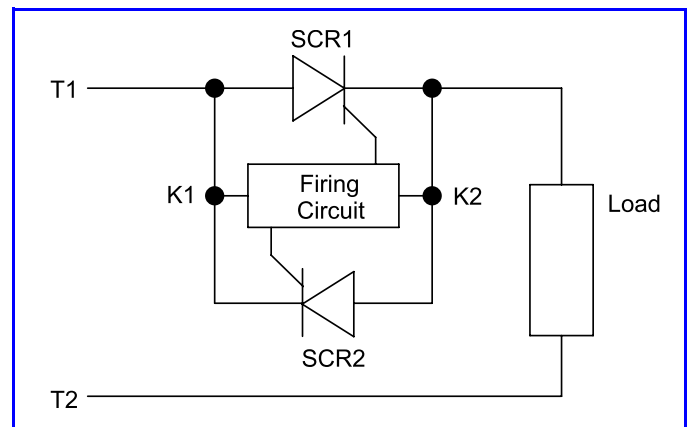 SCR1
T1
Firing
Circuit
K1
K2
Load
SCR2
T2